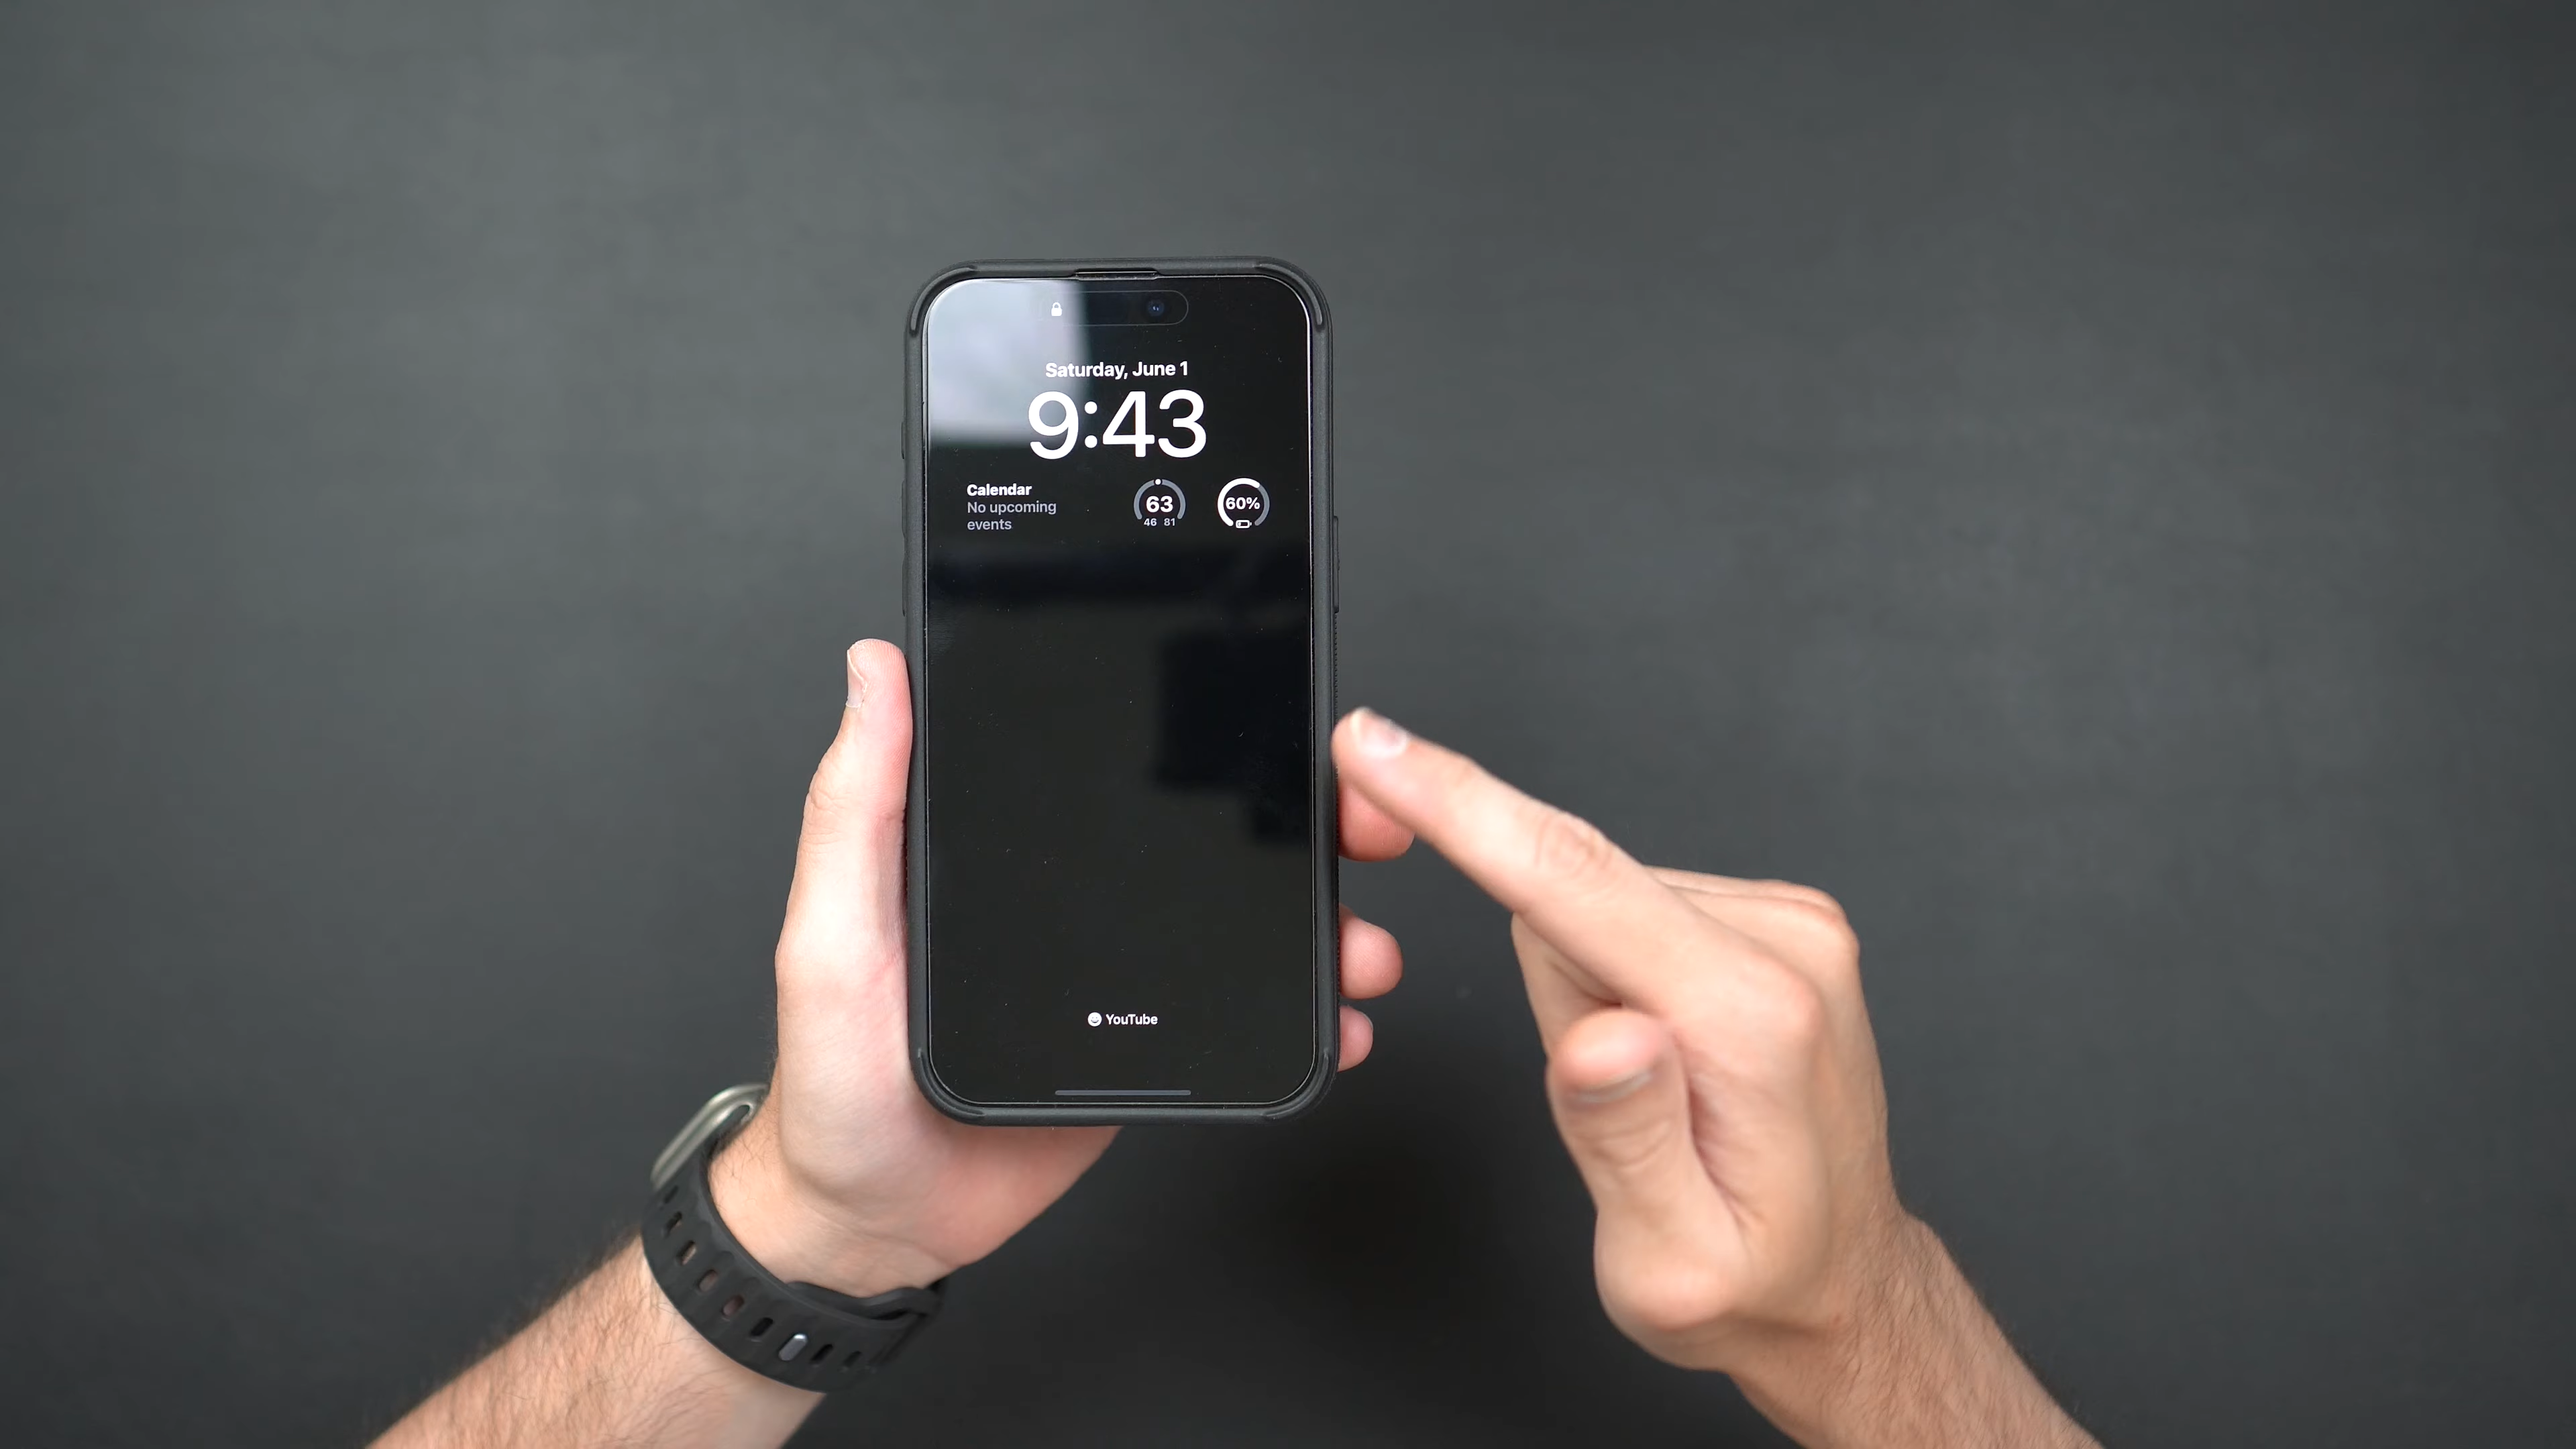 Saturday, June 1
9:43
Calendar
No upcoming
events
63
46 81
60%
YouTube